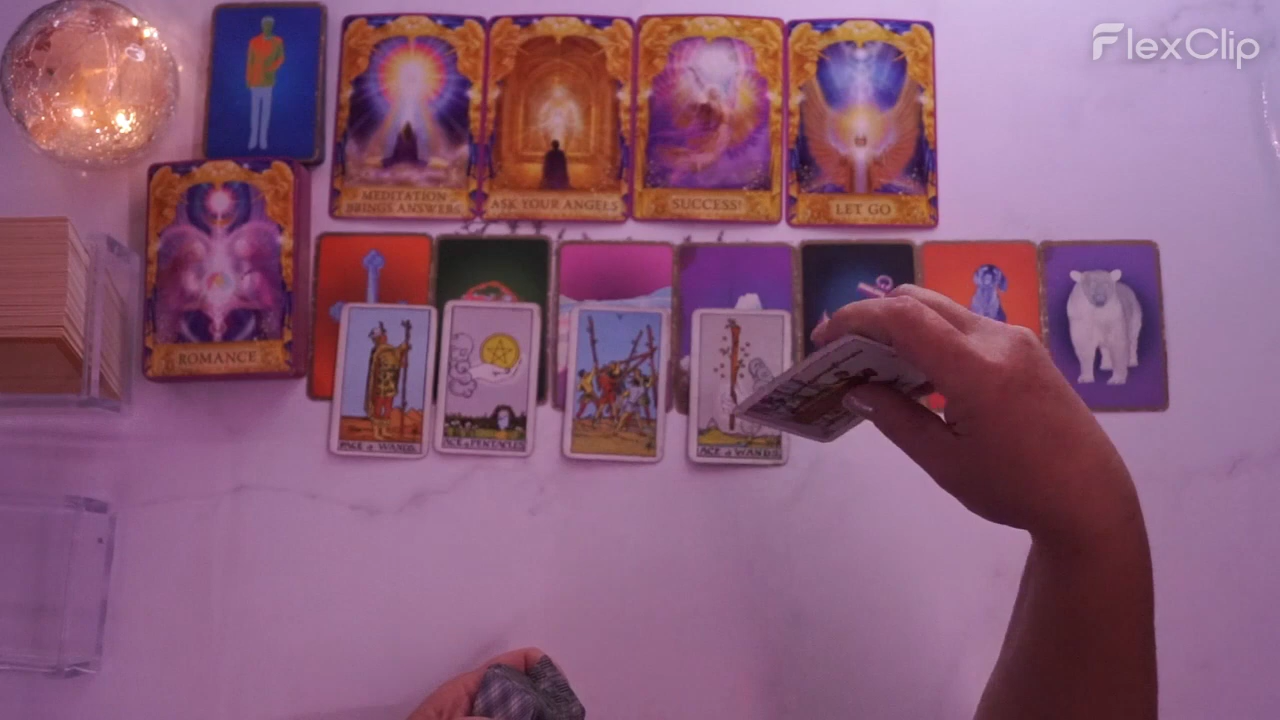 FlexClip
MEDITATION
BRINGS ANSWERS
ASK YOUR ANGELS
SUCCESS!
LET GO
ROMANCE
PAGE of WANDS.
ACE of PENTACLES.
ACE of WANDS.